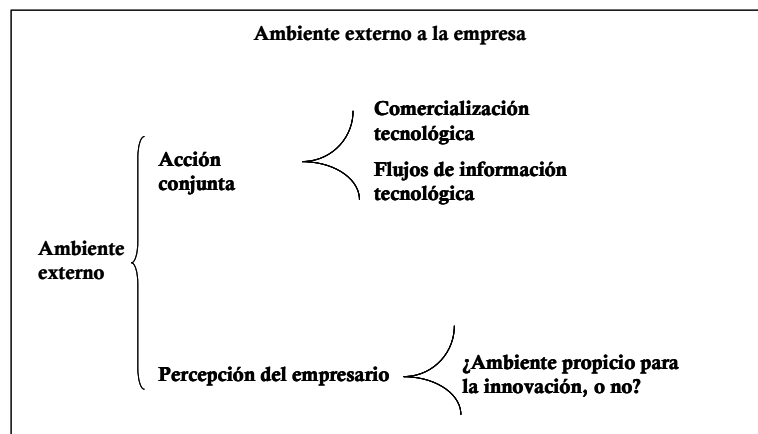 Ambiente externo a la empresa
Comercialización
tecnológica
Acción
conjunta
Flujos de información
tecnológica
Ambiente
externo
Percepción del empresario
¿Ambiente propicio para
la innovación, o no?